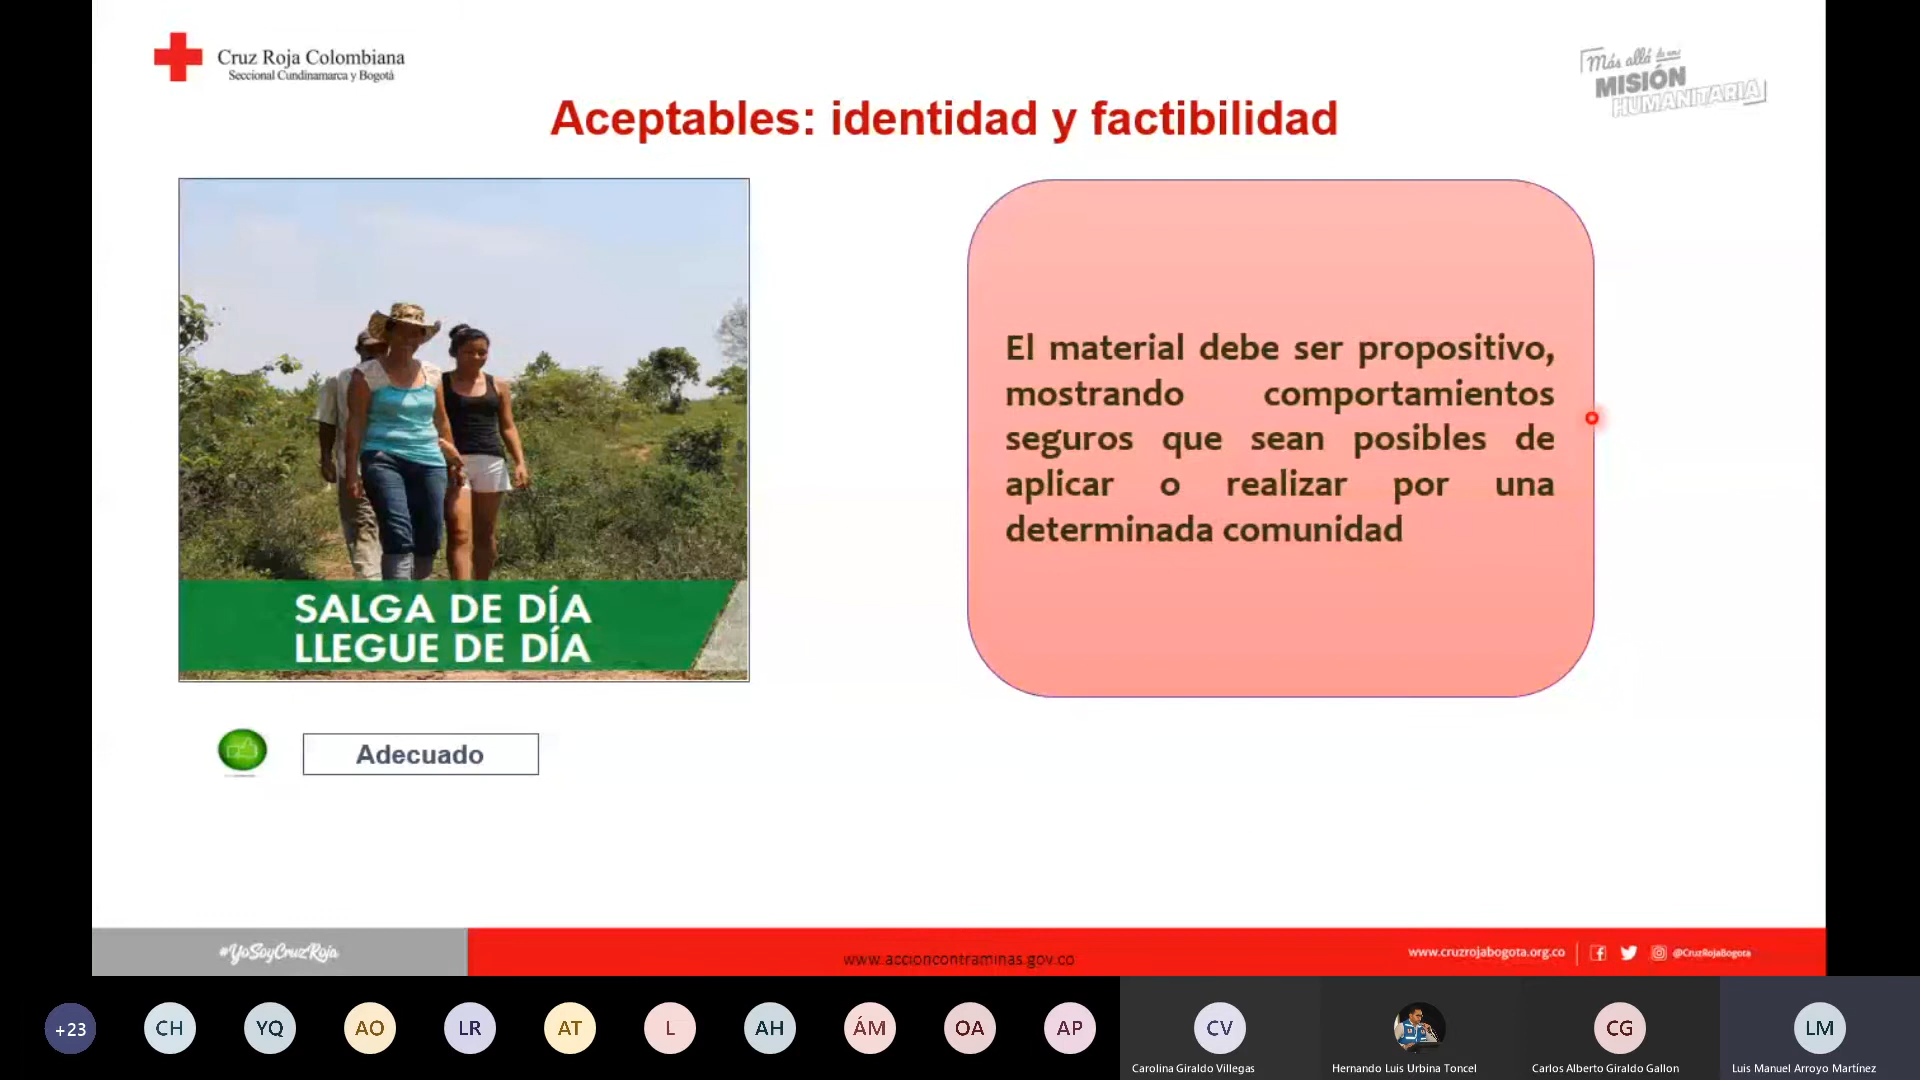 Cruz Roja Colombiana
Seccional Cundinamarca y Bogotá
Más allá de una
MISIÓN
HUMANITARIA
Aceptables: identidad y factibilidad
El material debe ser propositivo,
mostrando comportamientos
seguros que sean posibles de
aplicar o realizar por una
determinada comunidad
SALGA DE DÍA
LLEGUE DE DÍA
Adecuado
#YoSoyCruzRoja
www.accioncontraminas.gov.co
www.cruzrojabogota.org.co
@CruzRojaBogota
+23
CH
YQ
AO
LR
AT
L
AH
ÁM
OA
AP
CV
CG
LM
Carolina Giraldo Villegas
Hernando Luis Urbina Toncel
Carlos Alberto Giraldo Gallon
Luis Manuel Arroyo Martínez